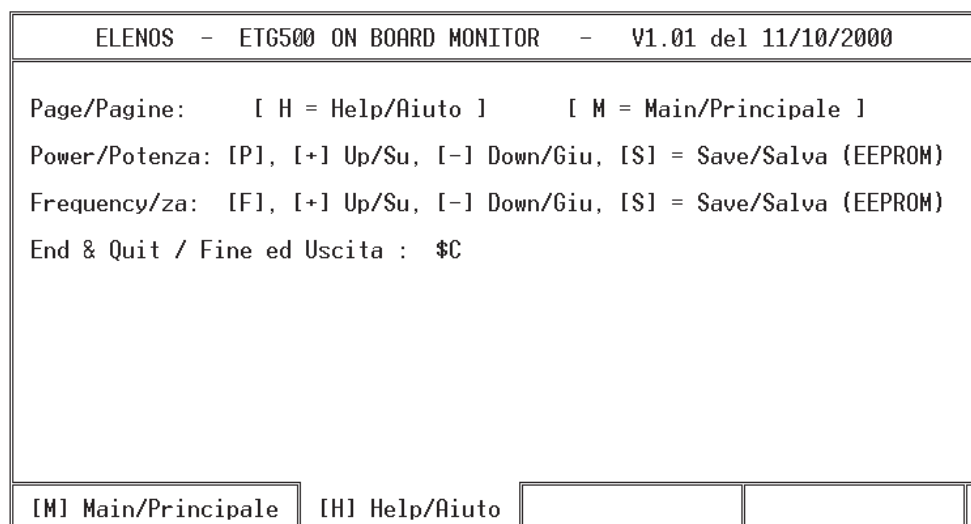 ELENOS - ETG500 ON BOARD MONITOR - V1.01 del 11/10/2000
Page/Pagine: [ H = Help/Aiuto ] [ M = Main/Principale ]
Power/Potenza: [P], [+] Up/Su, [-] Down/Giu, [S] = Save/Salva (EEPROM)
Frequency/za: [F], [+] Up/Su, [-] Down/Giu, [S] = Save/Salva (EEPROM)
End & Quit / Fine ed Uscita : $C
[M] Main/Principale [H] Help/Aiuto